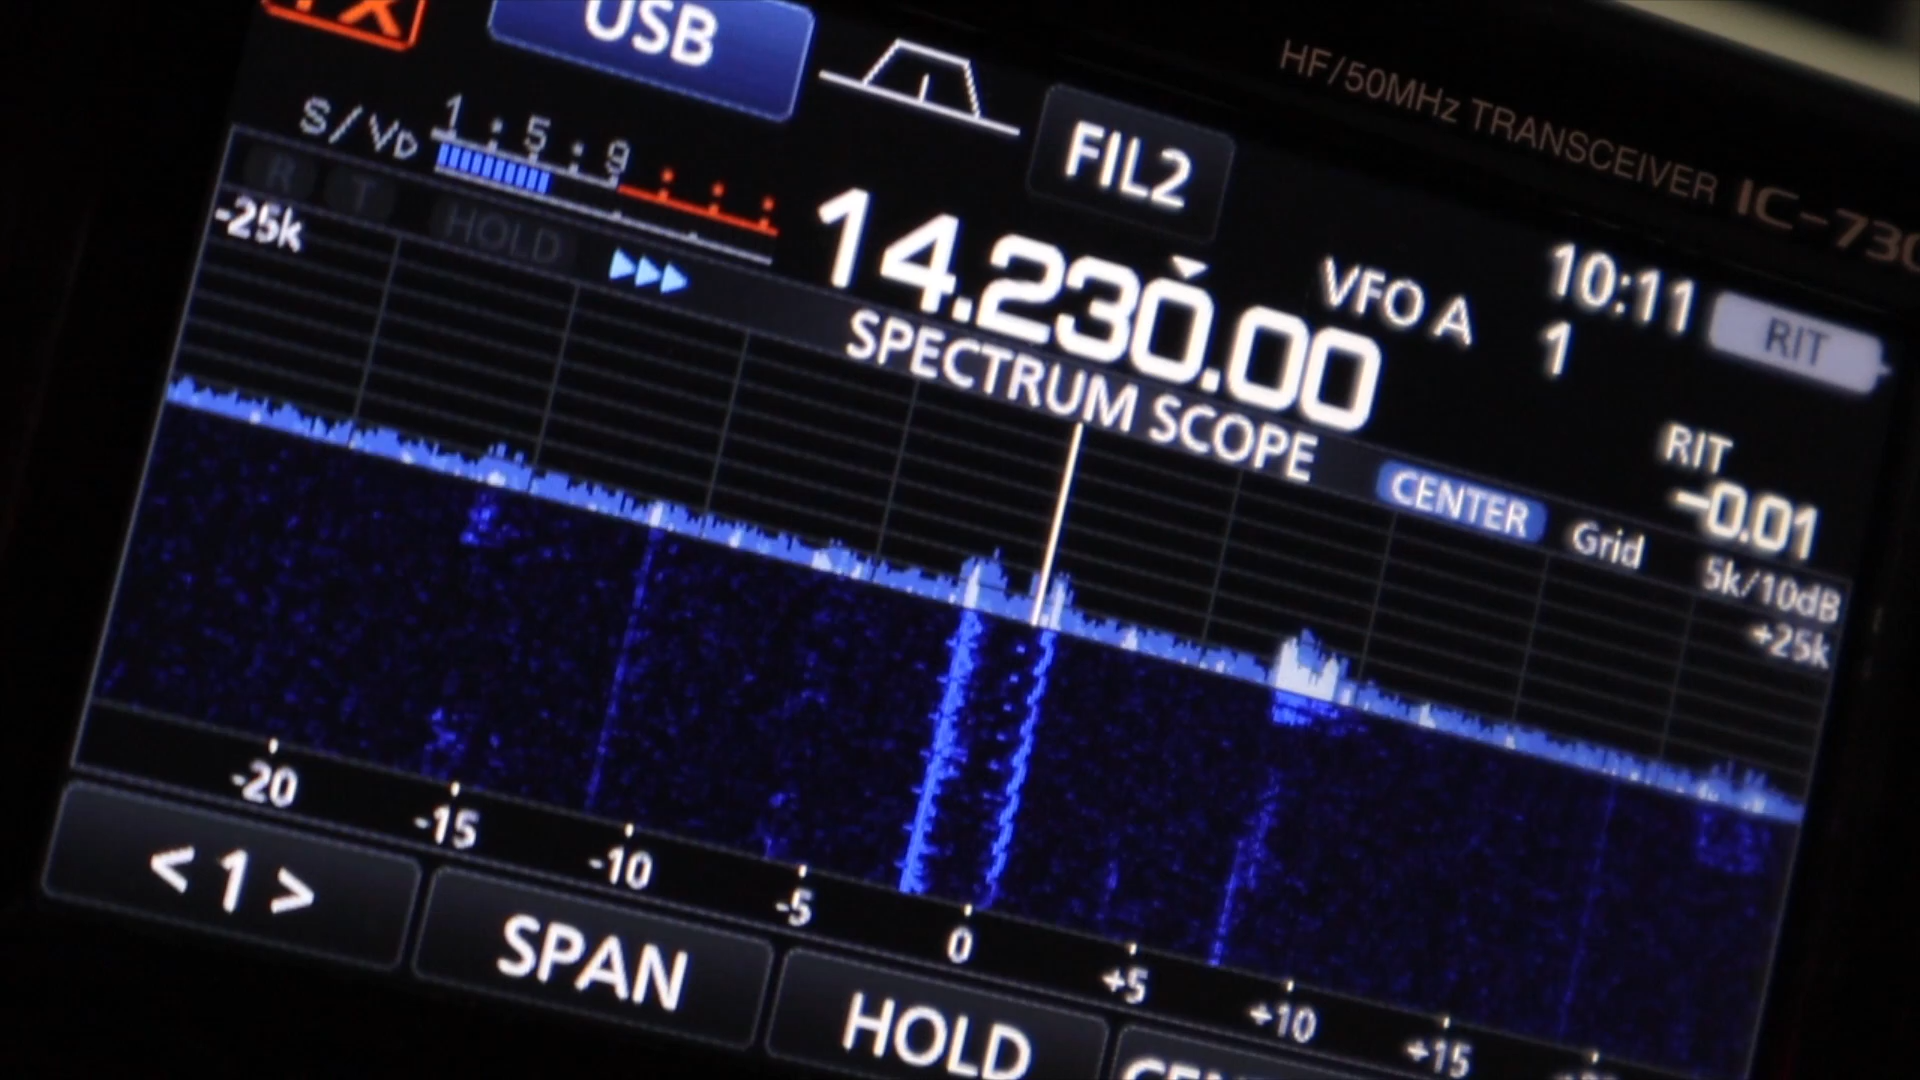 TX
USB
HF/50MHz TRANSCEIVER IC-730
S/VD
1 : 5 : 9 : : :
FIL2
R T HOLD
14.230.00
VFO A
10:11
1
RIT
-25k
SPECTRUM SCOPE
CENTER
Grid
RIT
-0.01
5k/10dB
+25k
-20 -15 -10 -5 0 +5 +10 +15
< 1 >
SPAN
HOLD